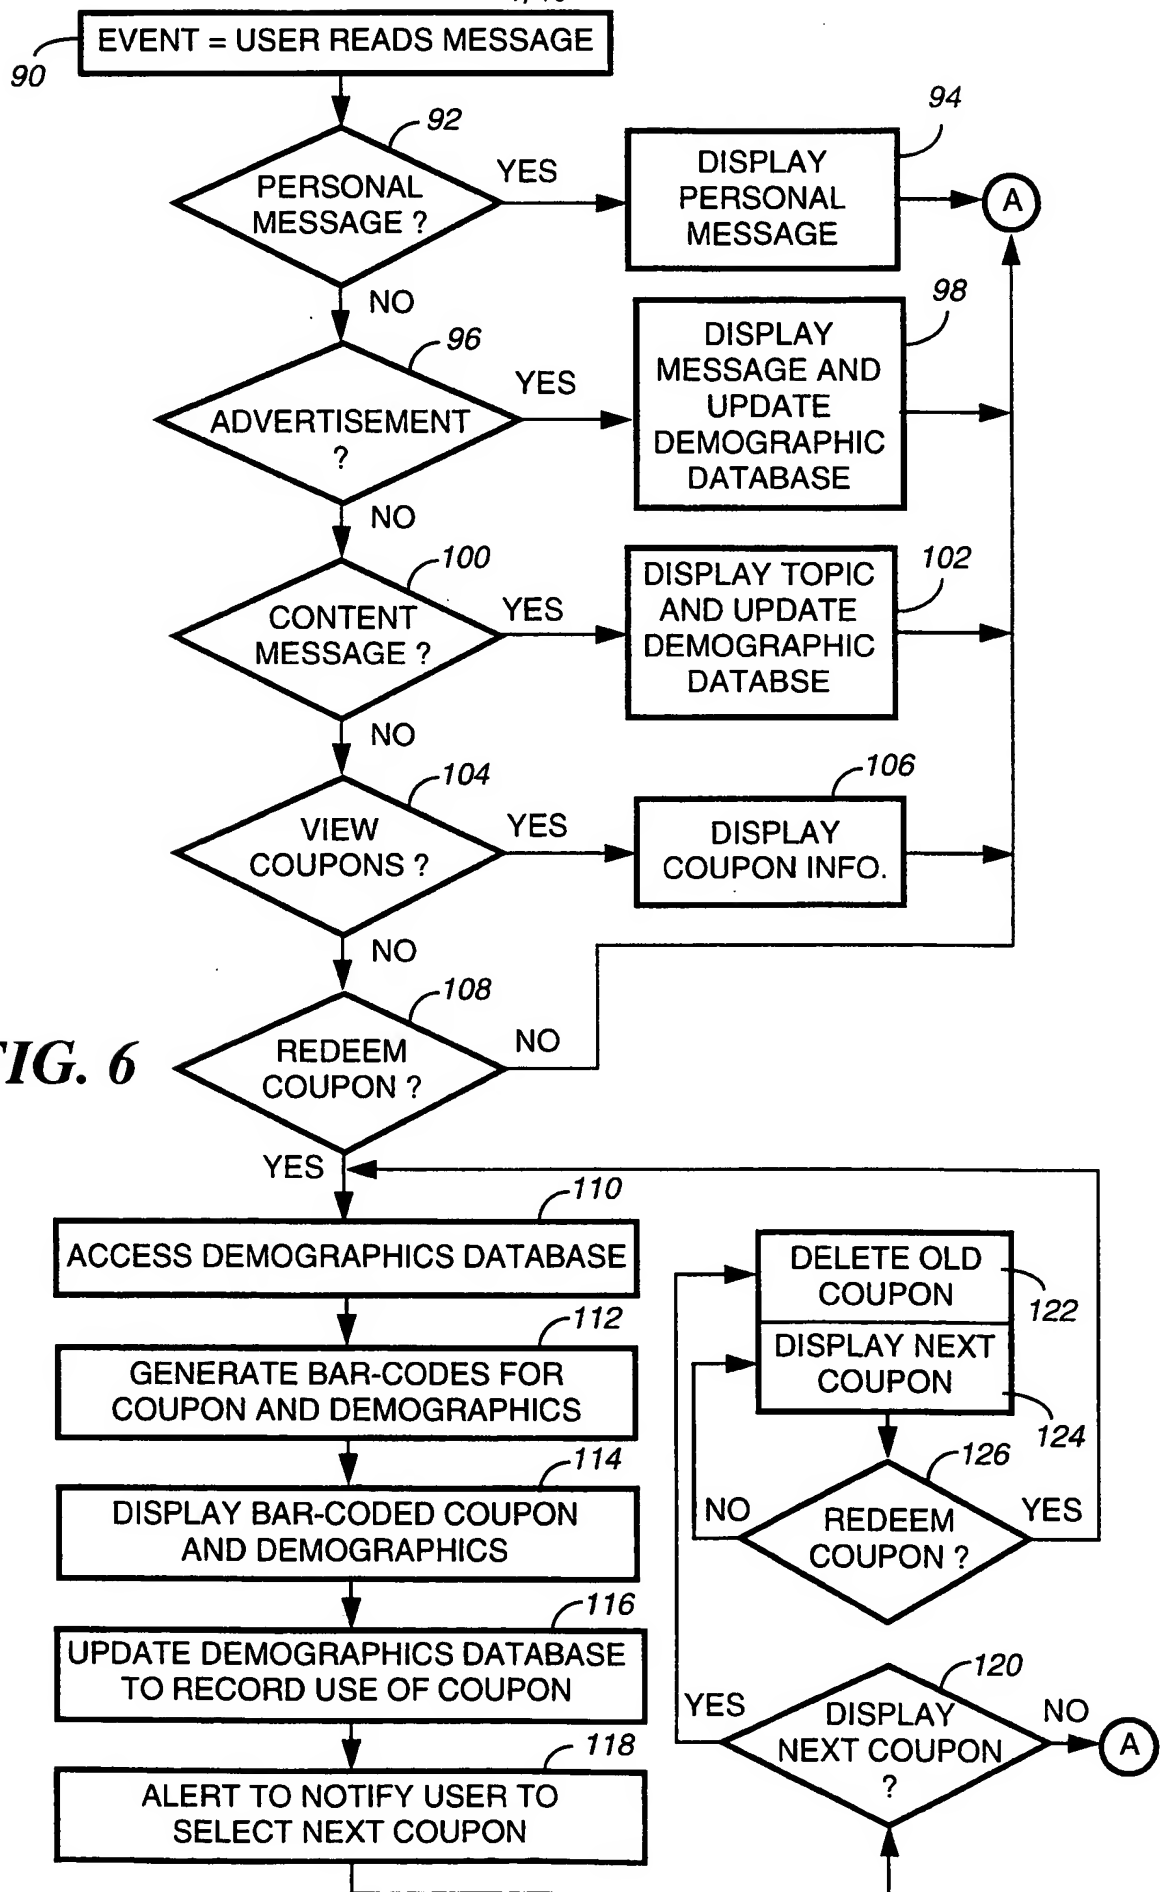 EVENT = USER READS MESSAGE
90
92
PERSONAL
MESSAGE ?
YES
94
DISPLAY
PERSONAL
MESSAGE
A
NO
96
ADVERTISEMENT
?
YES
98
DISPLAY
MESSAGE AND
UPDATE
DEMOGRAPHIC
DATABASE
NO
100
CONTENT
MESSAGE ?
YES
102
DISPLAY TOPIC
AND UPDATE
DEMOGRAPHIC
DATABSE
NO
104
VIEW
COUPONS ?
YES
106
DISPLAY
COUPON INFO.
NO
108
REDEEM
COUPON ?
NO
FIG. 6
YES
110
ACCESS DEMOGRAPHICS DATABASE
112
GENERATE BAR-CODES FOR
COUPON AND DEMOGRAPHICS
114
DISPLAY BAR-CODED COUPON
AND DEMOGRAPHICS
116
UPDATE DEMOGRAPHICS DATABASE
TO RECORD USE OF COUPON
118
ALERT TO NOTIFY USER TO
SELECT NEXT COUPON
DELETE OLD
COUPON
122
DISPLAY NEXT
COUPON
124
126
NO
REDEEM
COUPON ?
YES
120
YES
DISPLAY
NEXT COUPON
?
NO
A